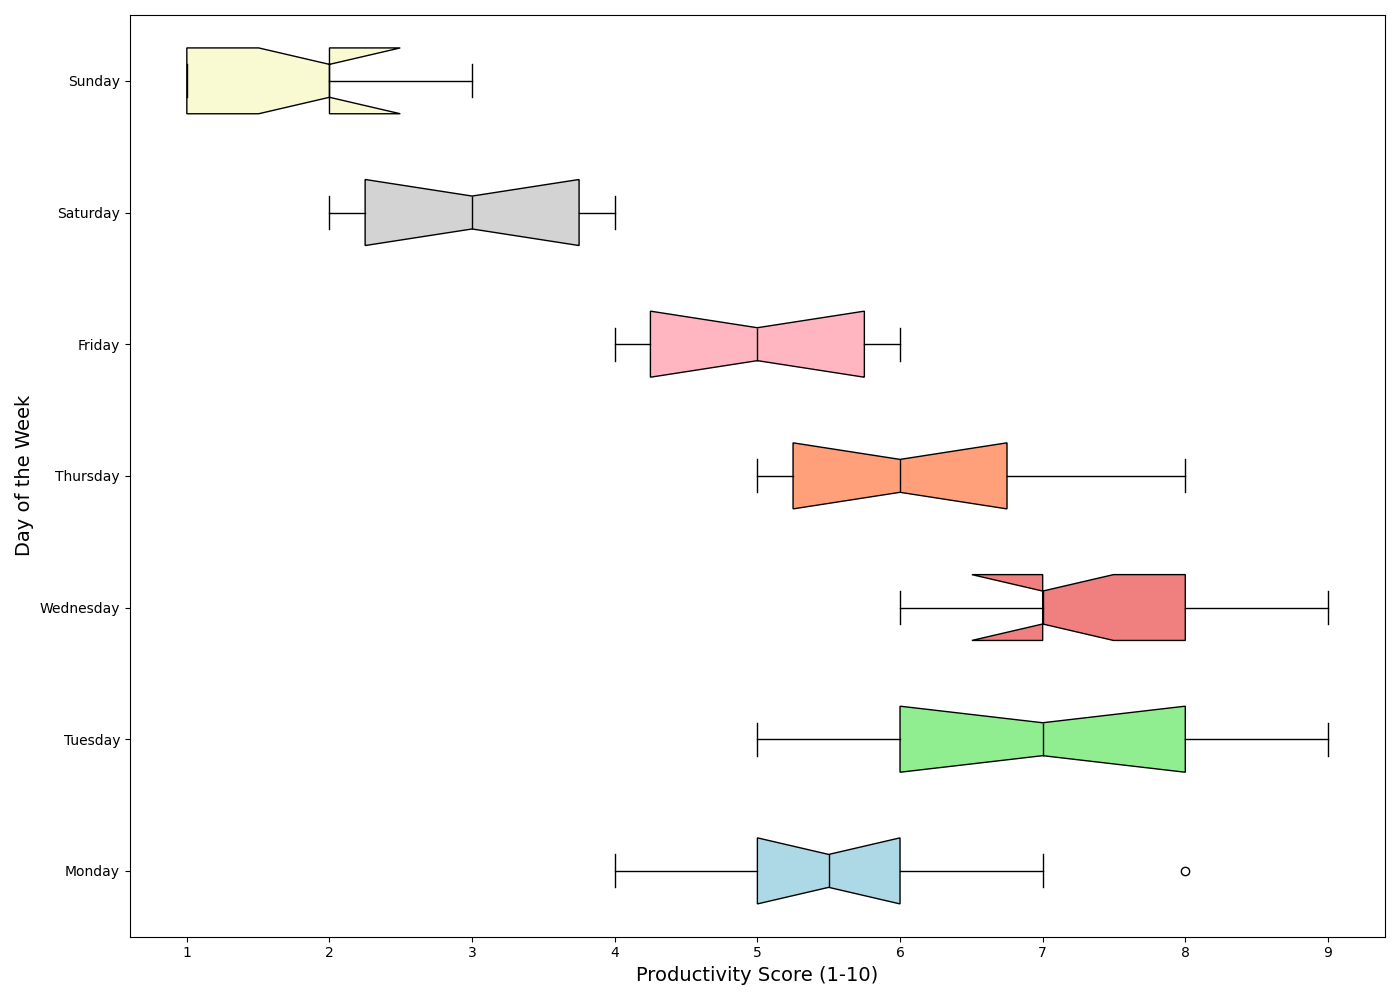 Sunday
Saturday
Friday
Thursday
Wednesday
Tuesday
Monday
Day of the Week
1 2 3 4 5 6 7 8 9
Productivity Score (1-10)